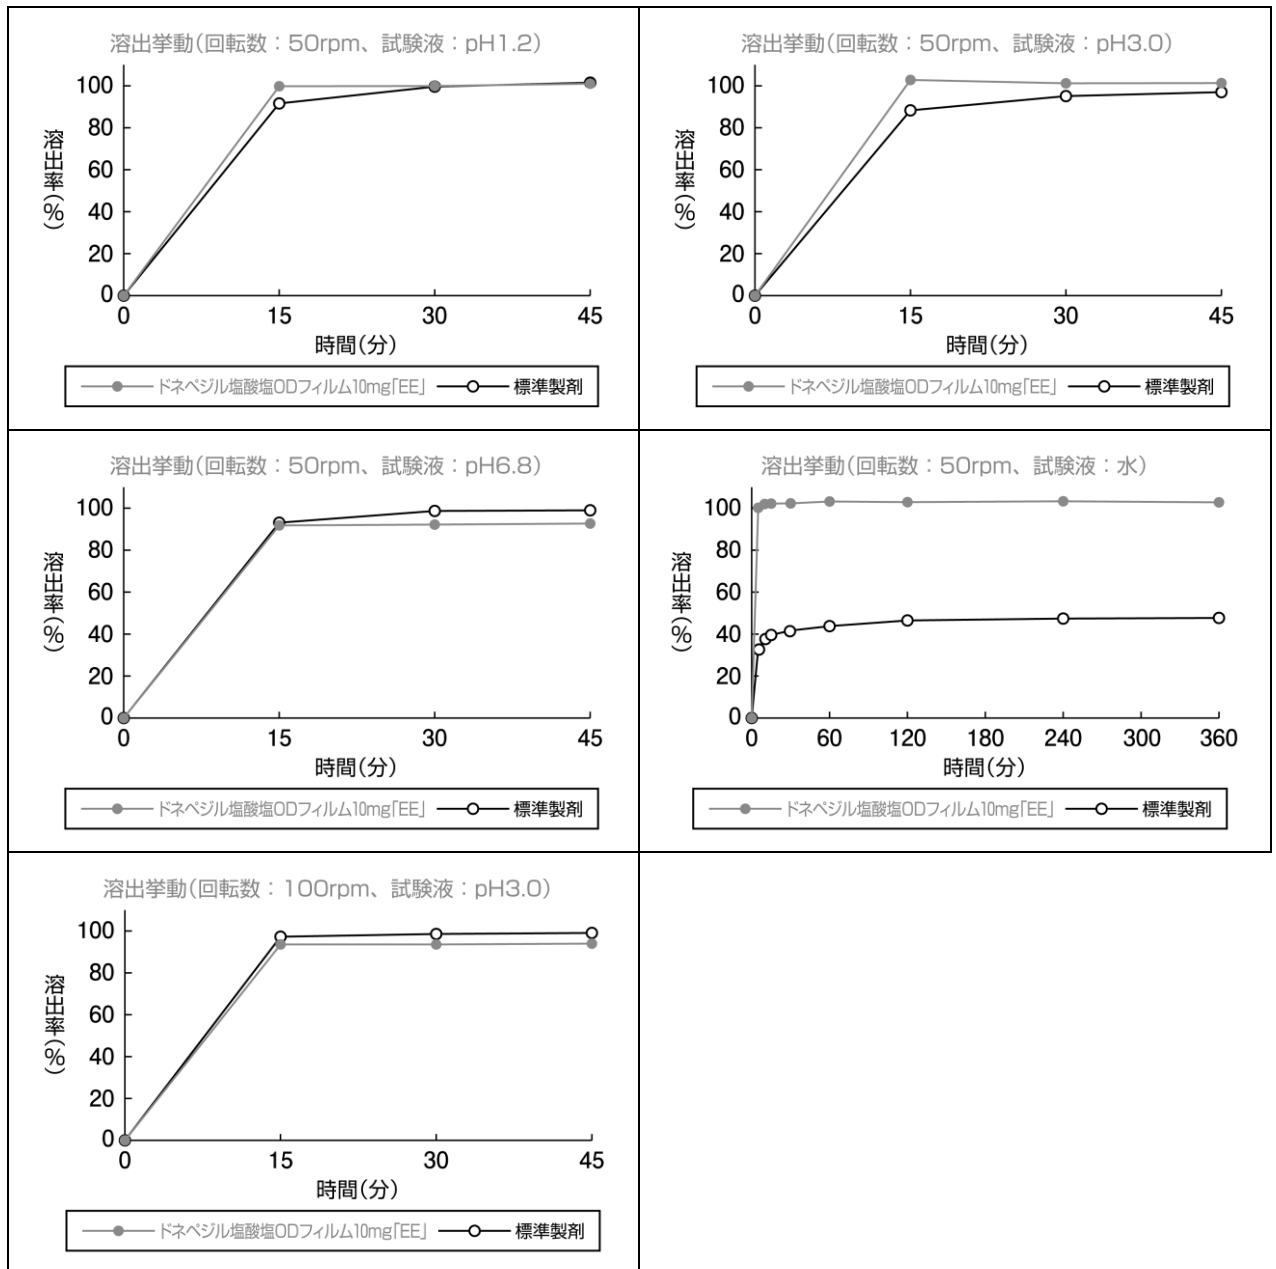 溶出挙動(回転数：50rpm、試験液：pH1.2)
100
80
60
40
20
0
溶出率(%)
0 15 30 45
時間(分)
ドネペジル塩酸塩ODフィルム10mg「EE」 標準製剤
溶出挙動(回転数：50rpm、試験液：pH3.0)
100
80
60
40
20
0
溶出率(%)
0 15 30 45
時間(分)
ドネペジル塩酸塩ODフィルム10mg「EE」 標準製剤
溶出挙動(回転数：50rpm、試験液：pH6.8)
100
80
60
40
20
0
溶出率(%)
0 15 30 45
時間(分)
ドネペジル塩酸塩ODフィルム10mg「EE」 標準製剤
溶出挙動(回転数：50rpm、試験液：水)
100
80
60
40
20
0
溶出率(%)
0 60 120 180 240 300 360
時間(分)
ドネペジル塩酸塩ODフィルム10mg「EE」 標準製剤
溶出挙動(回転数：100rpm、試験液：pH3.0)
100
80
60
40
20
0
溶出率(%)
0 15 30 45
時間(分)
ドネペジル塩酸塩ODフィルム10mg「EE」 標準製剤